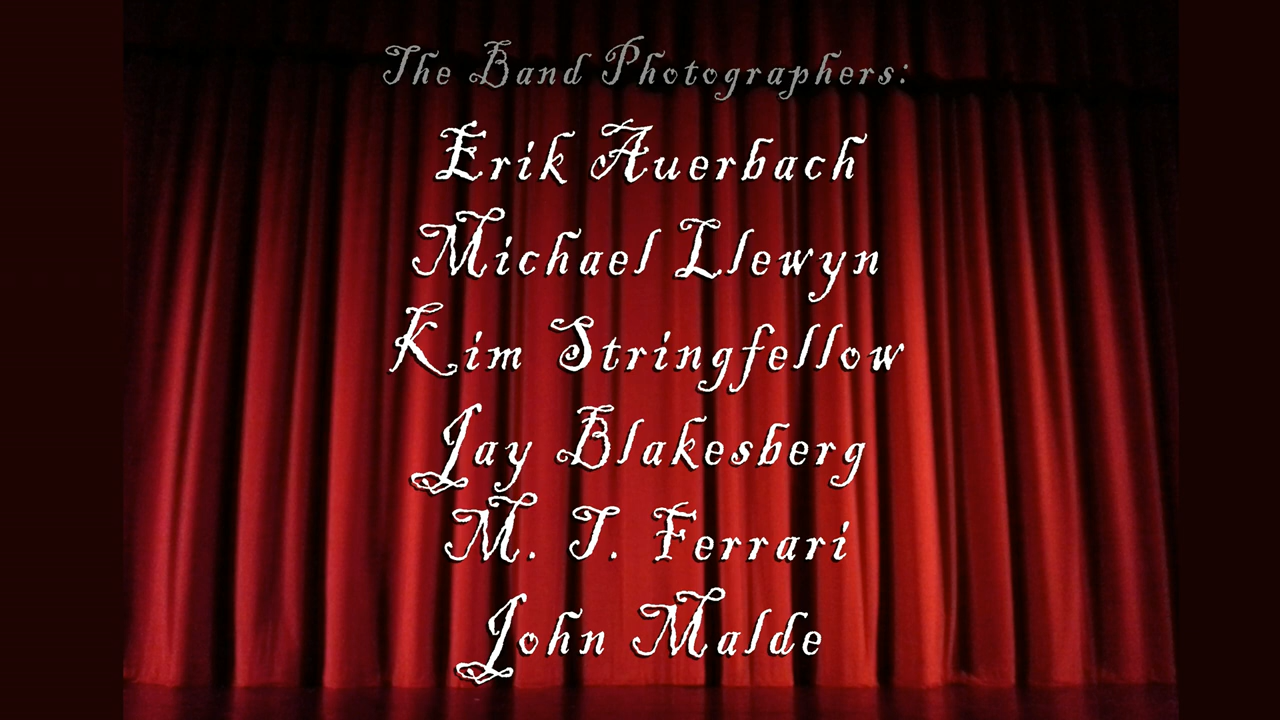 The Band Photographers:
Erik Auerbach
Michael Llewyn
Kim Stringfellow
Jay Blakesberg
M. T. Ferrari
John Malde